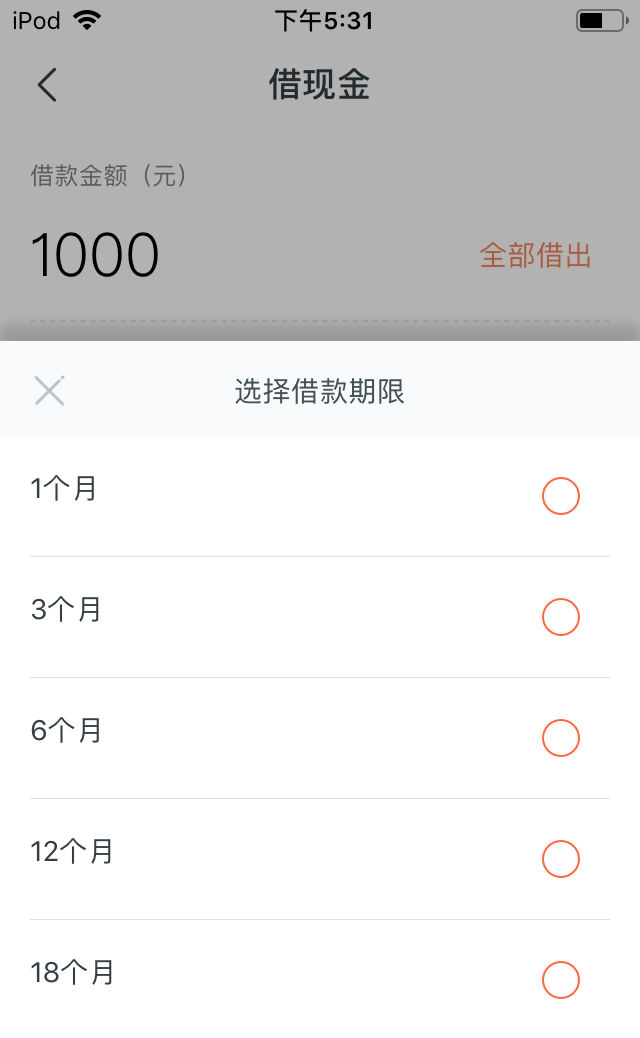 iPod 下午5:31
借现金
借款金额（元）
1000 全部借出
选择借款期限
1个月
3个月
6个月
12个月
18个月